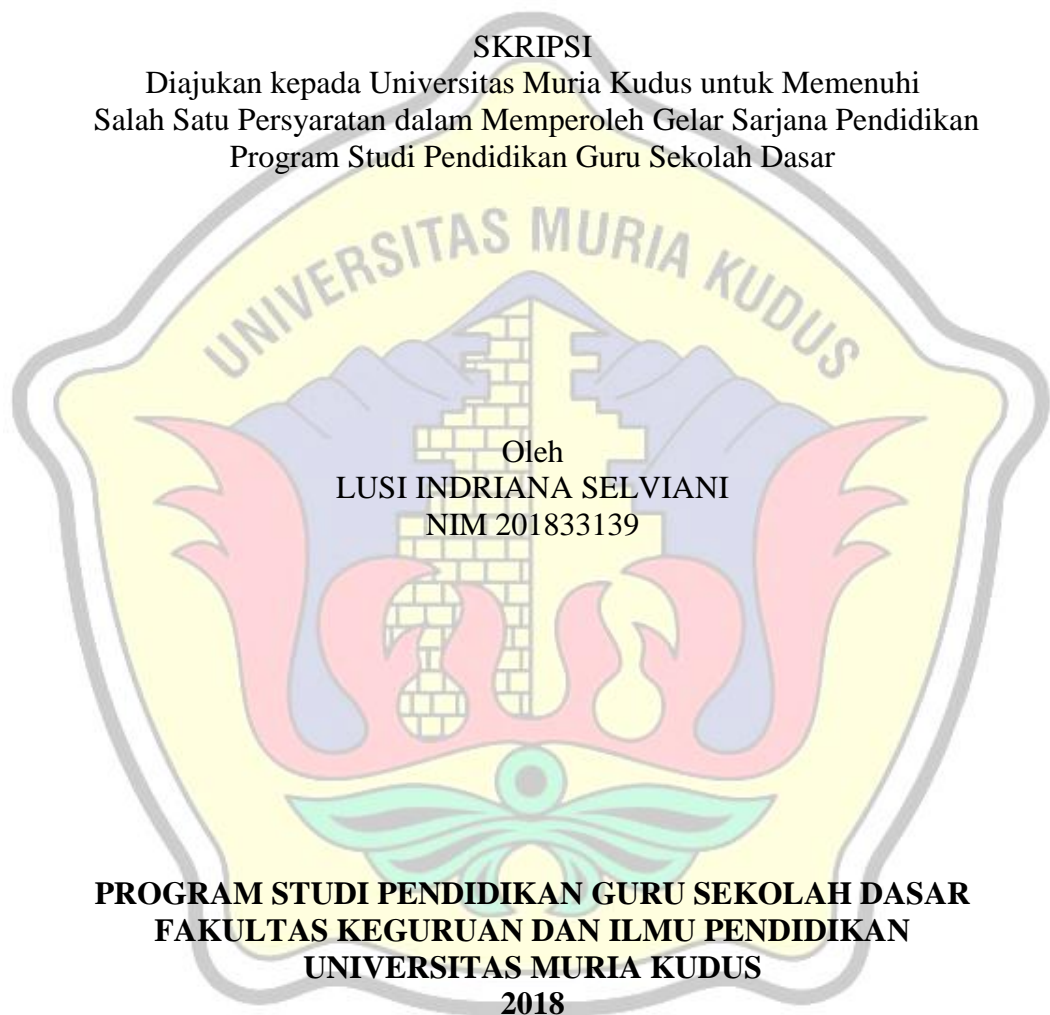 SKRIPSI
Diajukan kepada Universitas Muria Kudus untuk Memenuhi
Salah Satu Persyaratan dalam Memperoleh Gelar Sarjana Pendidikan
Program Studi Pendidikan Guru Sekolah Dasar
UNIVERSITAS MURIA KUDUS
Oleh
LUSI INDRIANA SELVIANI
NIM 201833139
PROGRAM STUDI PENDIDIKAN GURU SEKOLAH DASAR
FAKULTAS KEGURUAN DAN ILMU PENDIDIKAN
UNIVERSITAS MURIA KUDUS
2018